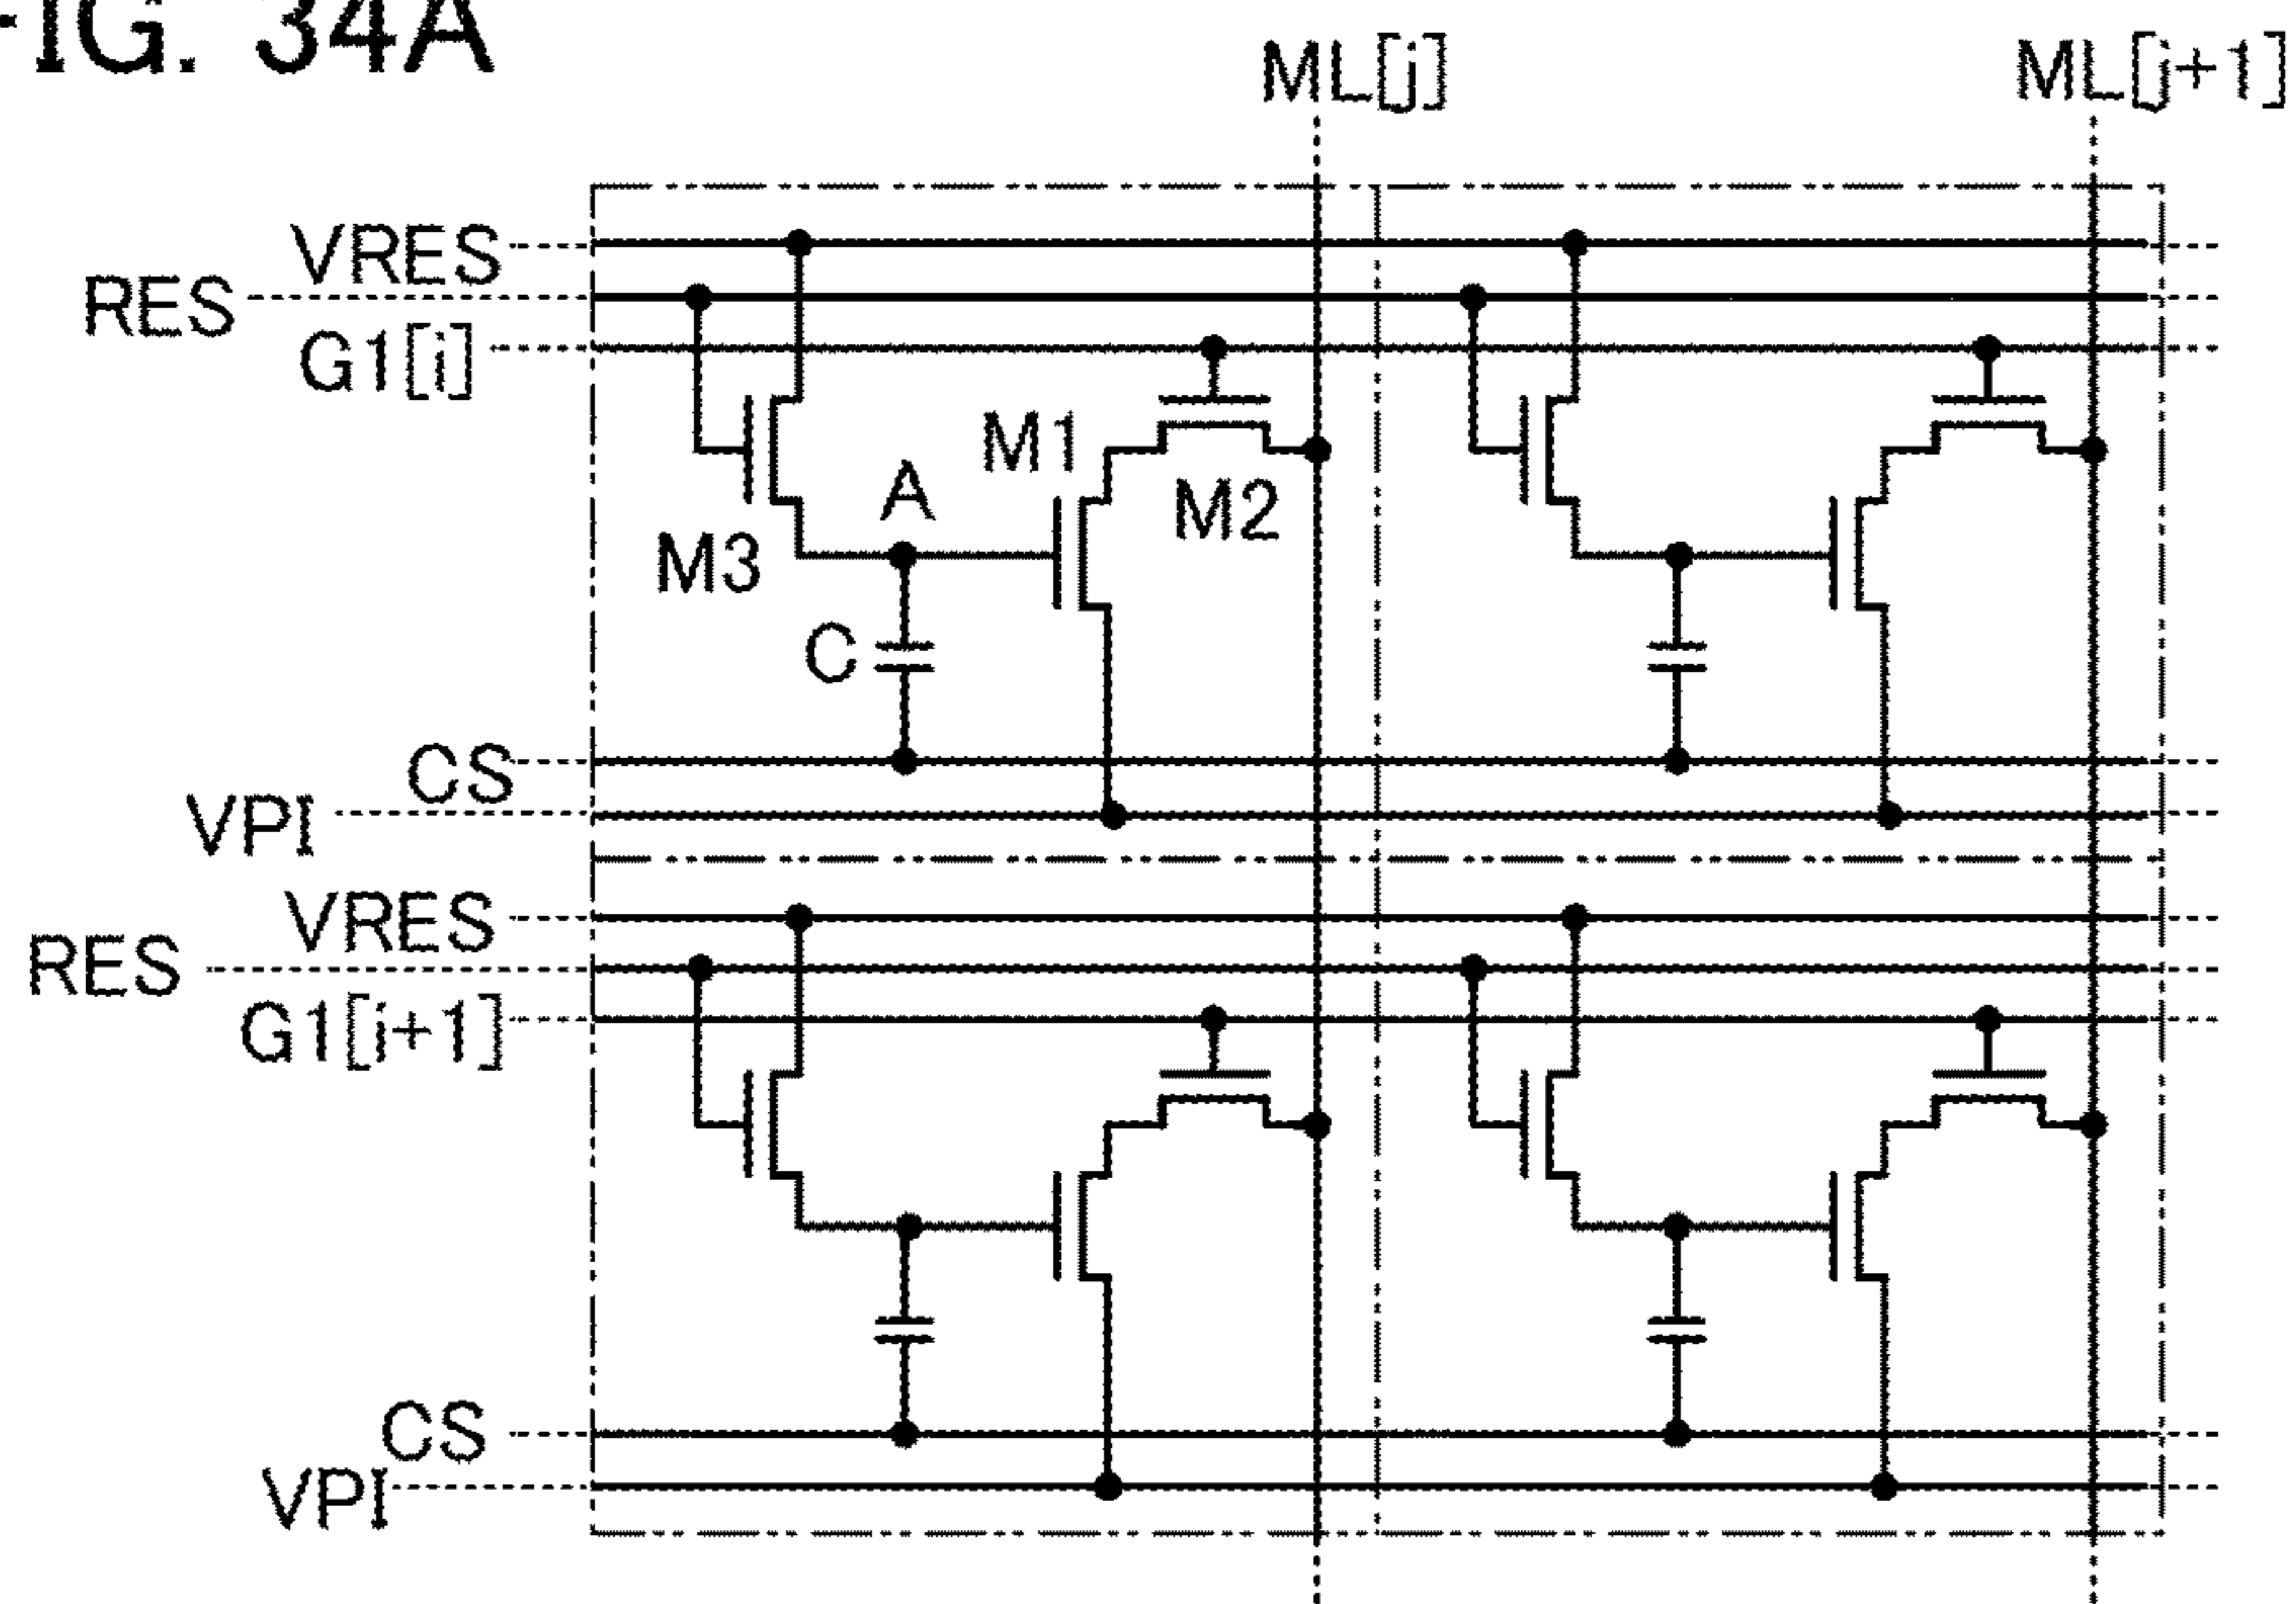 FIG. 34A
ML[j]
ML[j+1]
VRES
RES
G1[i]
M1
A
M2
M3
C
CS
VPI
VRES
RES
G1[i+1]
CS
VPI